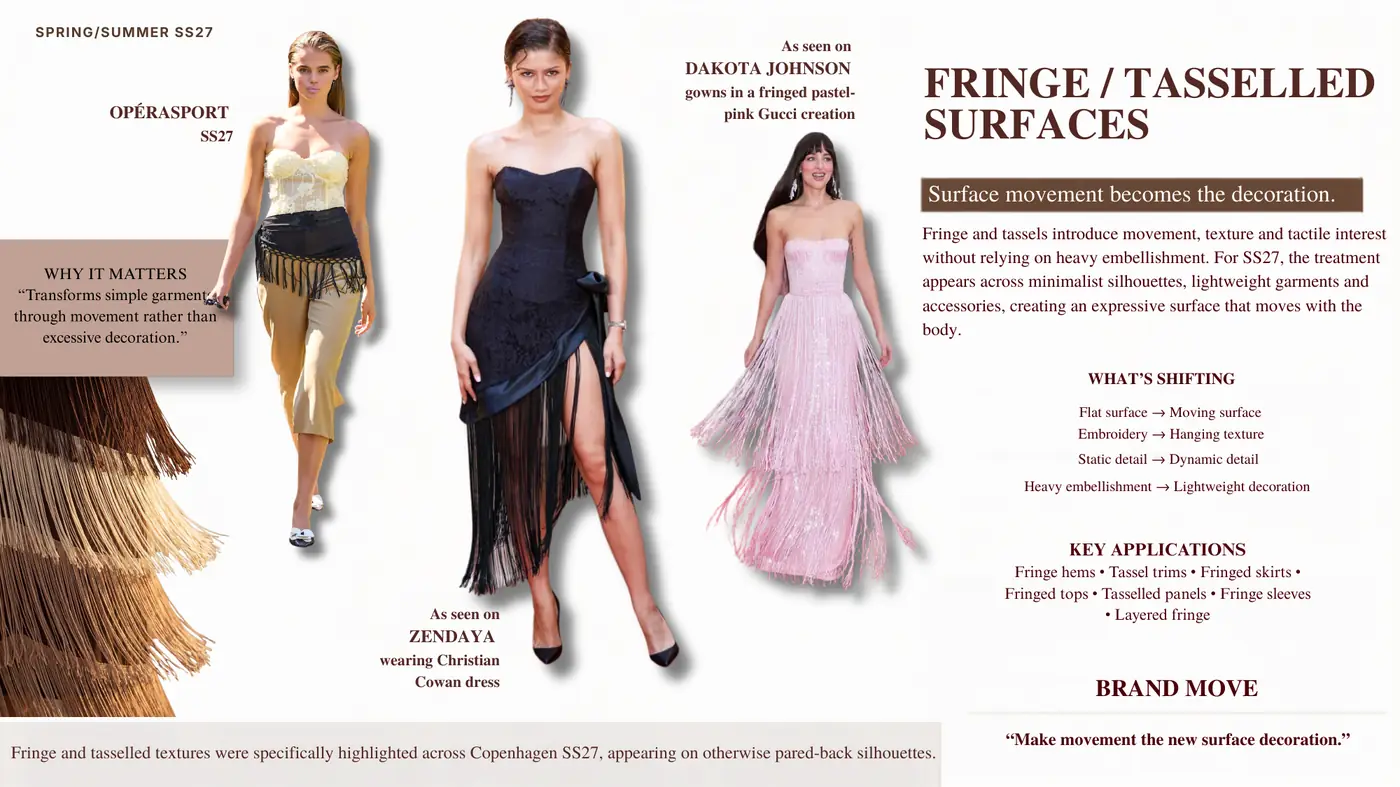 SPRING/SUMMER SS27
OPÉRASPORT
SS27
WHY IT MATTERS
“Transforms simple garment
through movement rather than
excessive decoration.”
As seen on
ZENDAYA
wearing Christian
Cowan dress
As seen on
DAKOTA JOHNSON
gowns in a fringed pastel-
pink Gucci creation
FRINGE / TASSELLED
SURFACES
Surface movement becomes the decoration.
Fringe and tassels introduce movement, texture and tactile interest
without relying on heavy embellishment. For SS27, the treatment
appears across minimalist silhouettes, lightweight garments and
accessories, creating an expressive surface that moves with the
body.
WHAT’S SHIFTING
Flat surface → Moving surface
Embroidery → Hanging texture
Static detail → Dynamic detail
Heavy embellishment → Lightweight decoration
KEY APPLICATIONS
Fringe hems • Tassel trims • Fringed skirts •
Fringed tops • Tasselled panels • Fringe sleeves
• Layered fringe
BRAND MOVE
“Make movement the new surface decoration.”
Fringe and tasselled textures were specifically highlighted across Copenhagen SS27, appearing on otherwise pared-back silhouettes.